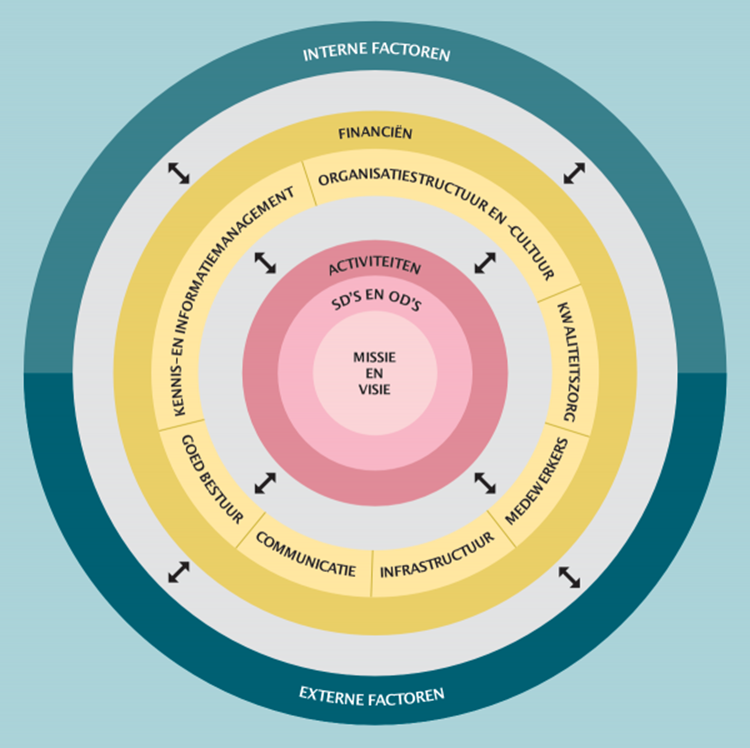 INTERNE FACTOREN
FINANCIËN
ORGANISATIESTRUCTUUR EN -CULTUUR
KENNIS-EN INFORMATIEMANAGEMENT
ACTIVITEITEN
SD'S EN OD'S
MISSIE
EN
VISIE
KWALITEITSZORG
GOED BESTUUR
MEDEWERKERS
COMMUNICATIE
INFRASTRUCTUUR
EXTERNE FACTOREN